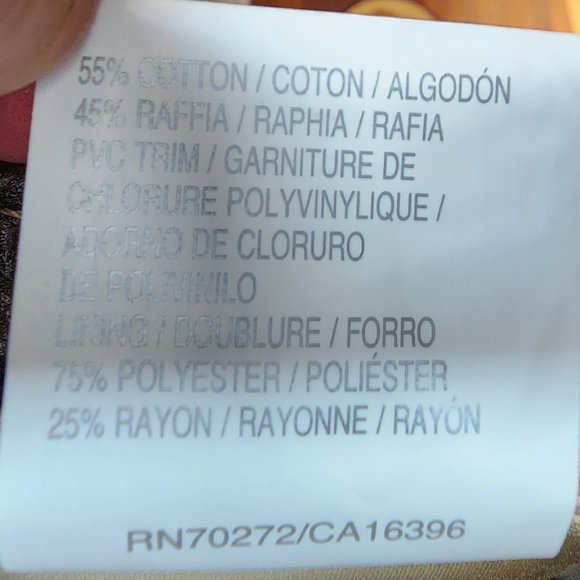 55% COTTON / COTON / ALGODÓN
45% RAFFIA / RAPHIA / RAFIA
PVC TRIM / GARNITURE DE
CHLORURE POLYVINYLIQUE /
ADORNO DE CLORURO
DE POLIVINILO
LINING / DOUBLURE / FORRO
75% POLYESTER / POLIÉSTER
25% RAYON / RAYONNE / RAYÓN
RN70272/CA16396